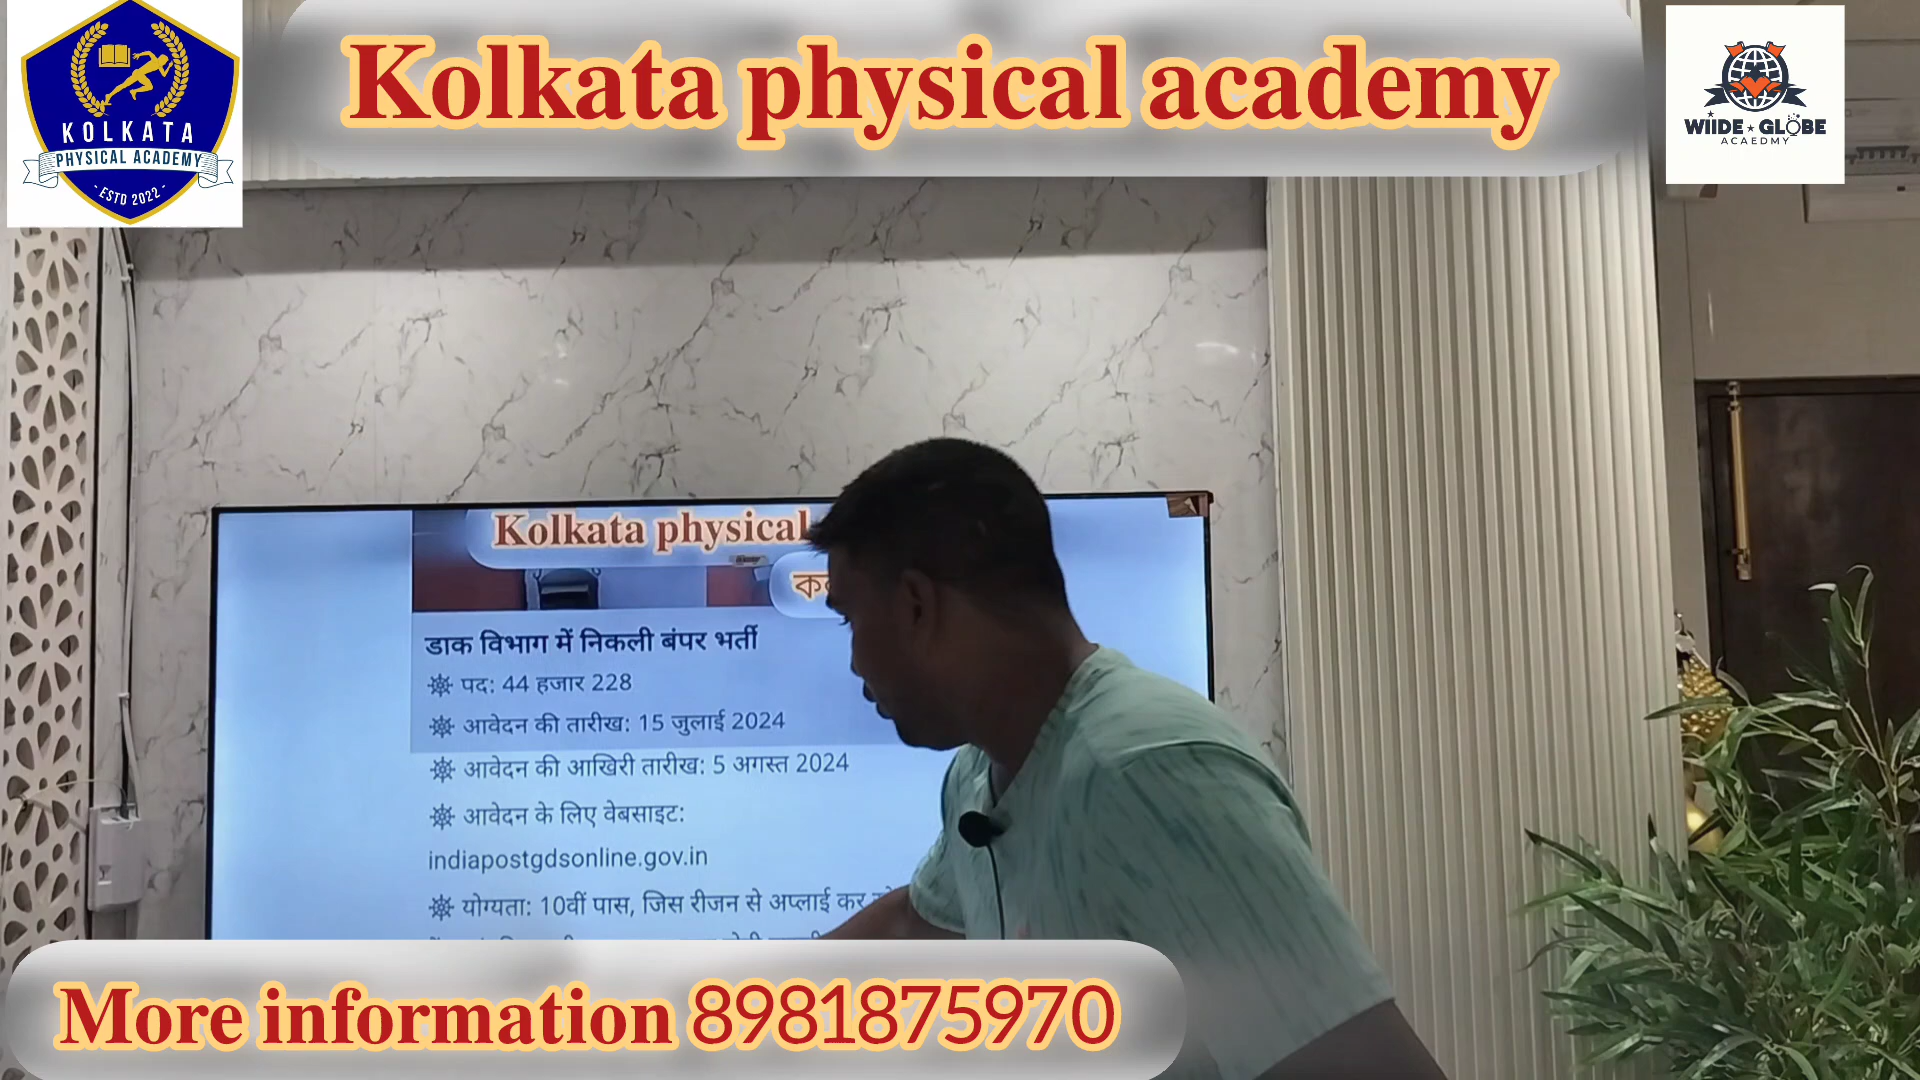 Kolkata physical academy
KOLKATA
PHYSICAL ACADEMY
- ESTD 2022 -
WIIDE ★ GLOBE
ACAEDMY
Kolkata physical
डाक विभाग में निकली बंपर भर्ती
पद: 44 हजार 228
आवेदन की तारीख: 15 जुलाई 2024
आवेदन की आखिरी तारीख: 5 अगस्त 2024
आवेदन के लिए वेबसाइट:
indiapostgdsonline.gov.in
योग्यता: 10वीं पास, जिस रीजन से अप्लाई कर
More information 8981875970